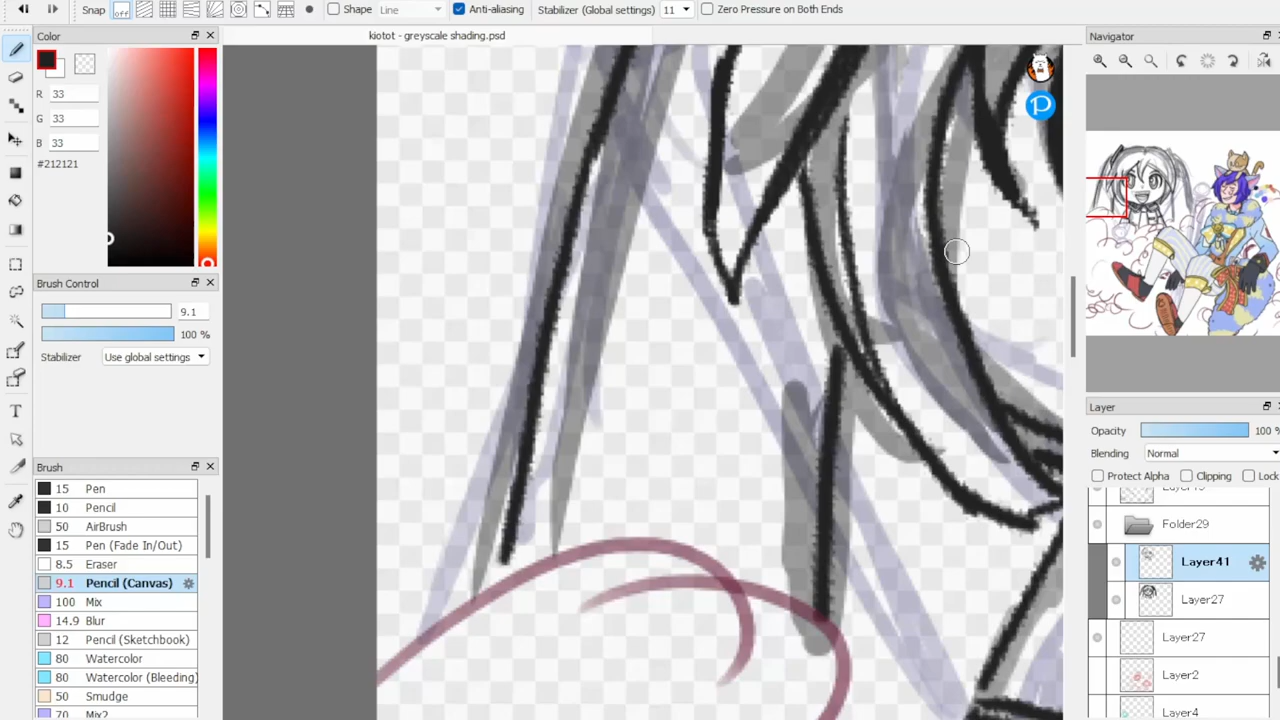 Snap
Shape
Line
Anti-aliasing
Stabilizer (Global settings)
11
Zero Pressure on Both Ends
Color
kiotot - greyscale shading.psd
Navigator
R 33
G 33
B 33
#212121
Brush Control
9.1
100 %
Stabilizer
Use global settings
Layer
Opacity
100 %
Blending
Normal
Protect Alpha
Clipping
Lock
Folder29
Layer41
Layer27
Layer27
Layer2
Layer4
Brush
15 Pen
10 Pencil
50 AirBrush
15 Pen (Fade In/Out)
8.5 Eraser
9.1 Pencil (Canvas)
100 Mix
14.9 Blur
12 Pencil (Sketchbook)
80 Watercolor
80 Watercolor (Bleeding)
50 Smudge
70 Mix2
T
P